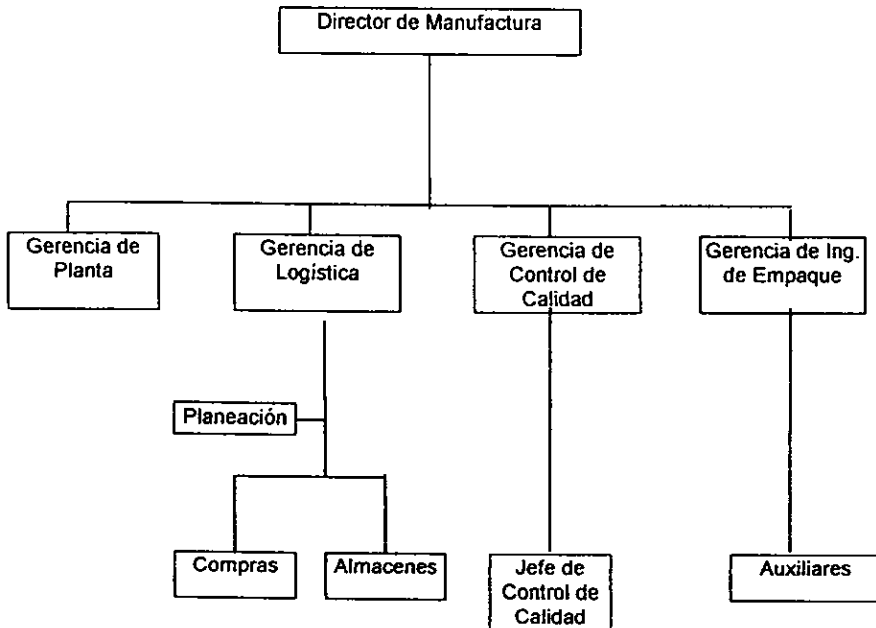 Director de Manufactura
Gerencia de
Planta
Gerencia de
Logística
Gerencia de
Control de
Calidad
Gerencia de Ing.
de Empaque
Planeación
Compras
Almacenes
Jefe de
Control de
Calidad
Auxiliares